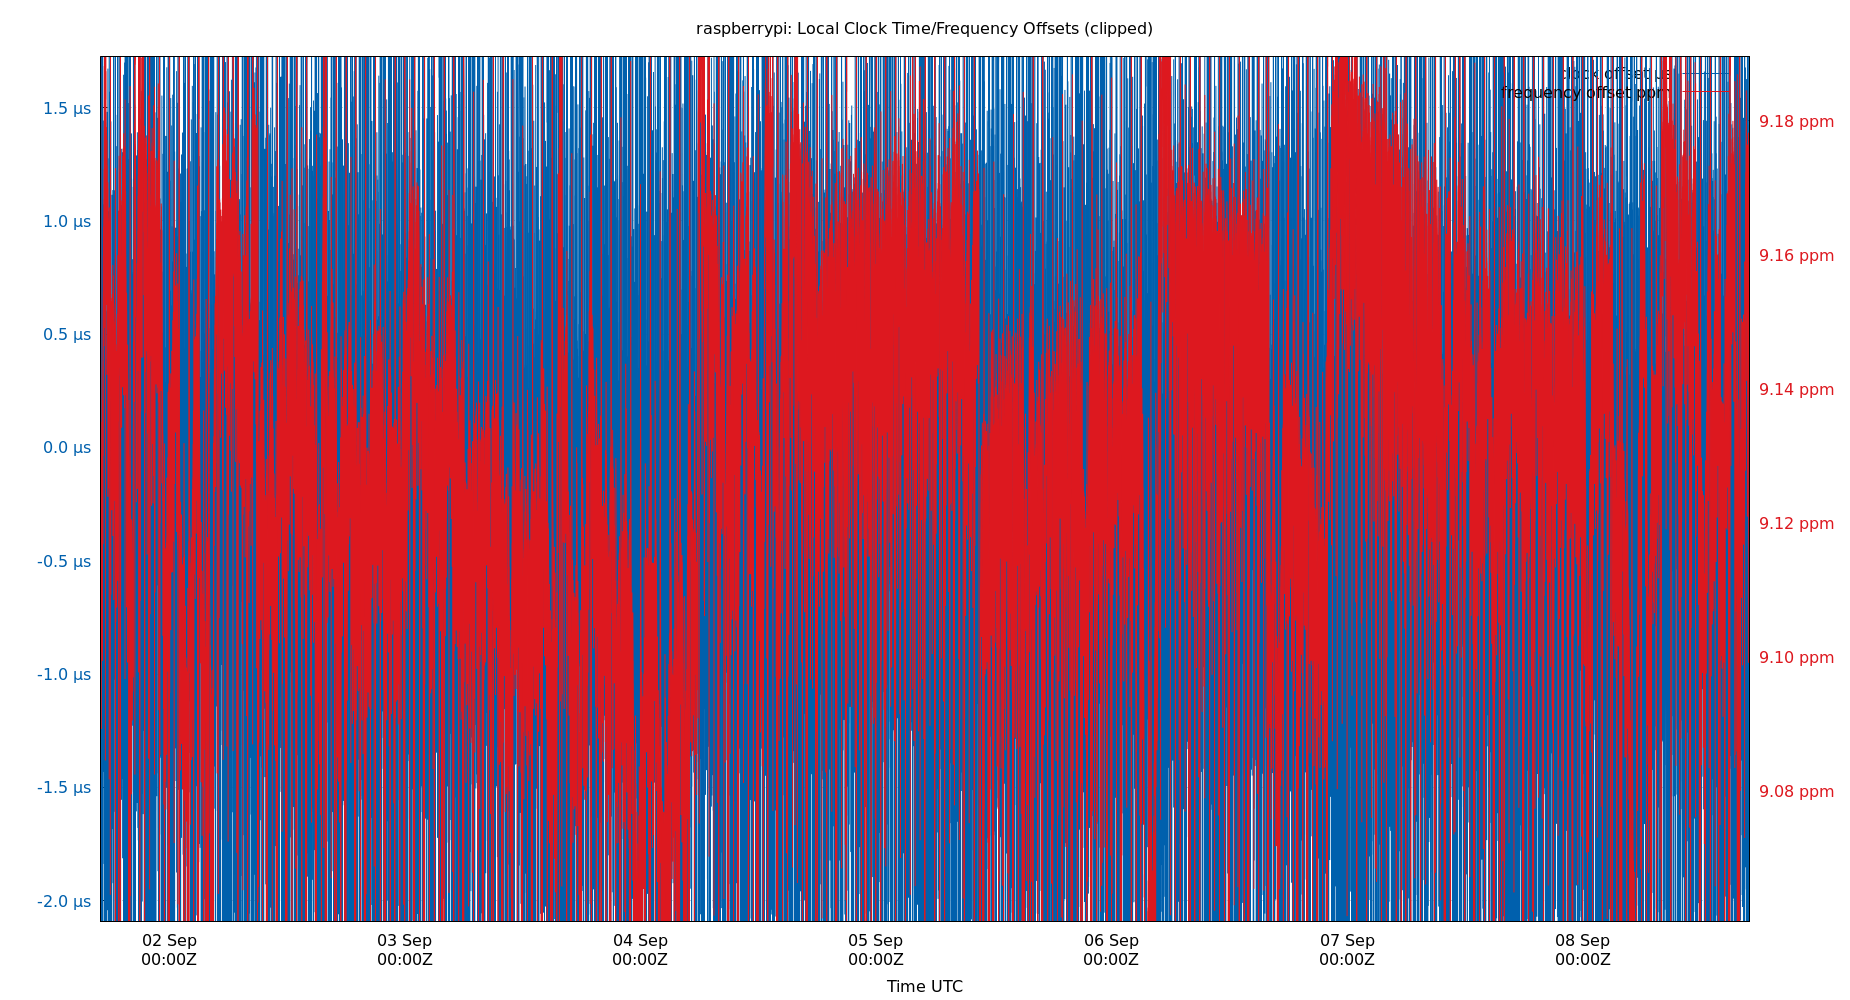 raspberrypi: Local Clock Time/Frequency Offsets (clipped)
clock offset µs
frequency offset ppm
1.5 µs
1.0 µs
0.5 µs
0.0 µs
-0.5 µs
-1.0 µs
-1.5 µs
-2.0 µs
9.18 ppm
9.16 ppm
9.14 ppm
9.12 ppm
9.10 ppm
9.08 ppm
02 Sep
00:00Z
03 Sep
00:00Z
04 Sep
00:00Z
05 Sep
00:00Z
06 Sep
00:00Z
07 Sep
00:00Z
08 Sep
00:00Z
Time UTC